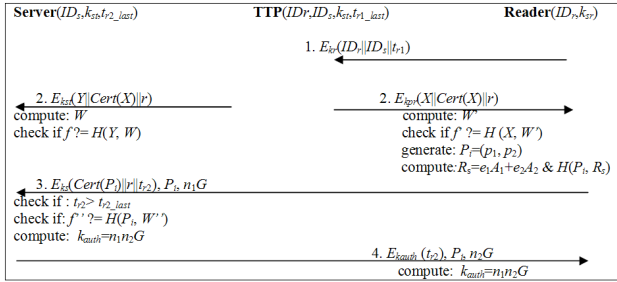 Server(IDs,kst,tr2_last) TTP(IDr,IDs,kst,tr1_last) Reader(IDr,ksr)
1. Ekr(IDr||IDs||tr1)
2. Ekst(Y||Cert(X)||r) 2. Ekpr(X||Cert(X)||r)
compute: W compute: W'
check if f ?= H(Y, W) check if f' ?= H (X, W')
generate: Pi=(p1, p2)
compute:Rs=e1A1+e2A2 & H(Pi, Rs)
3. Eks(Cert(Pi)||r||tr2), Pi, n1G
check if : tr2> tr2_last
check if: f'' ?= H(Pi, W'')
compute: kauth=n1n2G
4. Ekauth (tr2), Pi, n2G
compute: kauth=n1n2G